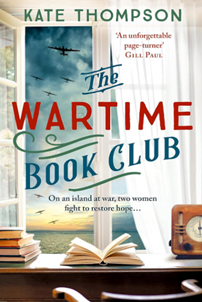 KATE THOMPSON
'An unforgettable
page-turner'
GILL PAUL
The
WARTIME
BOOK CLUB
On an island at war, two women
fight to restore hope...